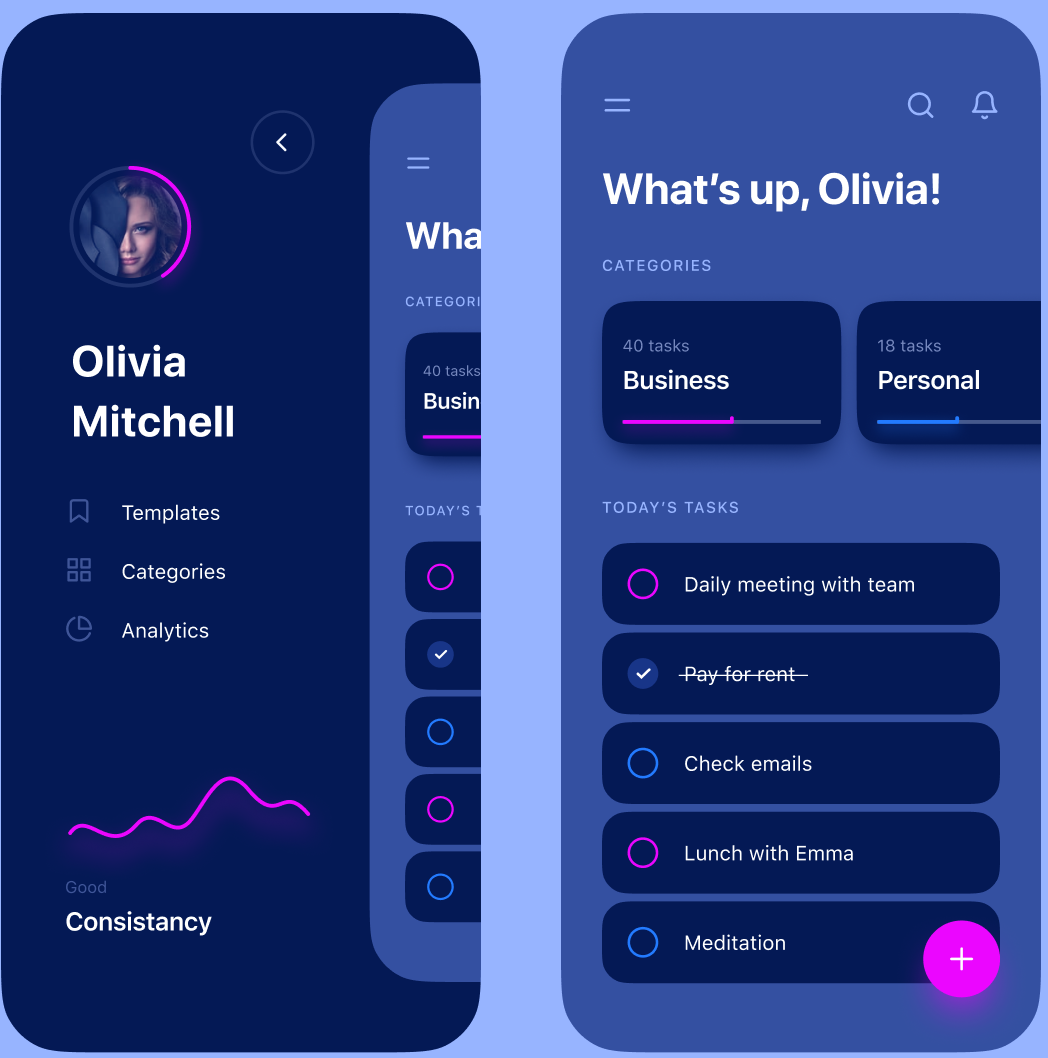 Olivia
Mitchell
Templates
Categories
Analytics
Good
Consistancy
Wha
CATEGORI
40 tasks
Busin
TODAY’S T
What’s up, Olivia!
CATEGORIES
40 tasks
Business
18 tasks
Personal
TODAY’S TASKS
Daily meeting with team
Pay for rent
Check emails
Lunch with Emma
Meditation